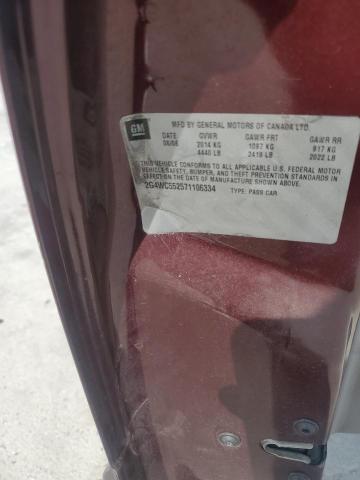 GM
MFD BY GENERAL MOTORS OF CANADA LTD.
DATE GVWR GAWR FRT GAWR RR
08/06 2014 KG 1097 KG 917 KG
4440 LB 2418 LB 2022 LB
THIS VEHICLE CONFORMS TO ALL APPLICABLE U.S. FEDERAL MOTOR
VEHICLE SAFETY, BUMPER, AND THEFT PREVENTION STANDARDS IN
EFFECT ON THE DATE OF MANUFACTURE SHOWN ABOVE.
2G4WC552571106334 TYPE: PASS CAR